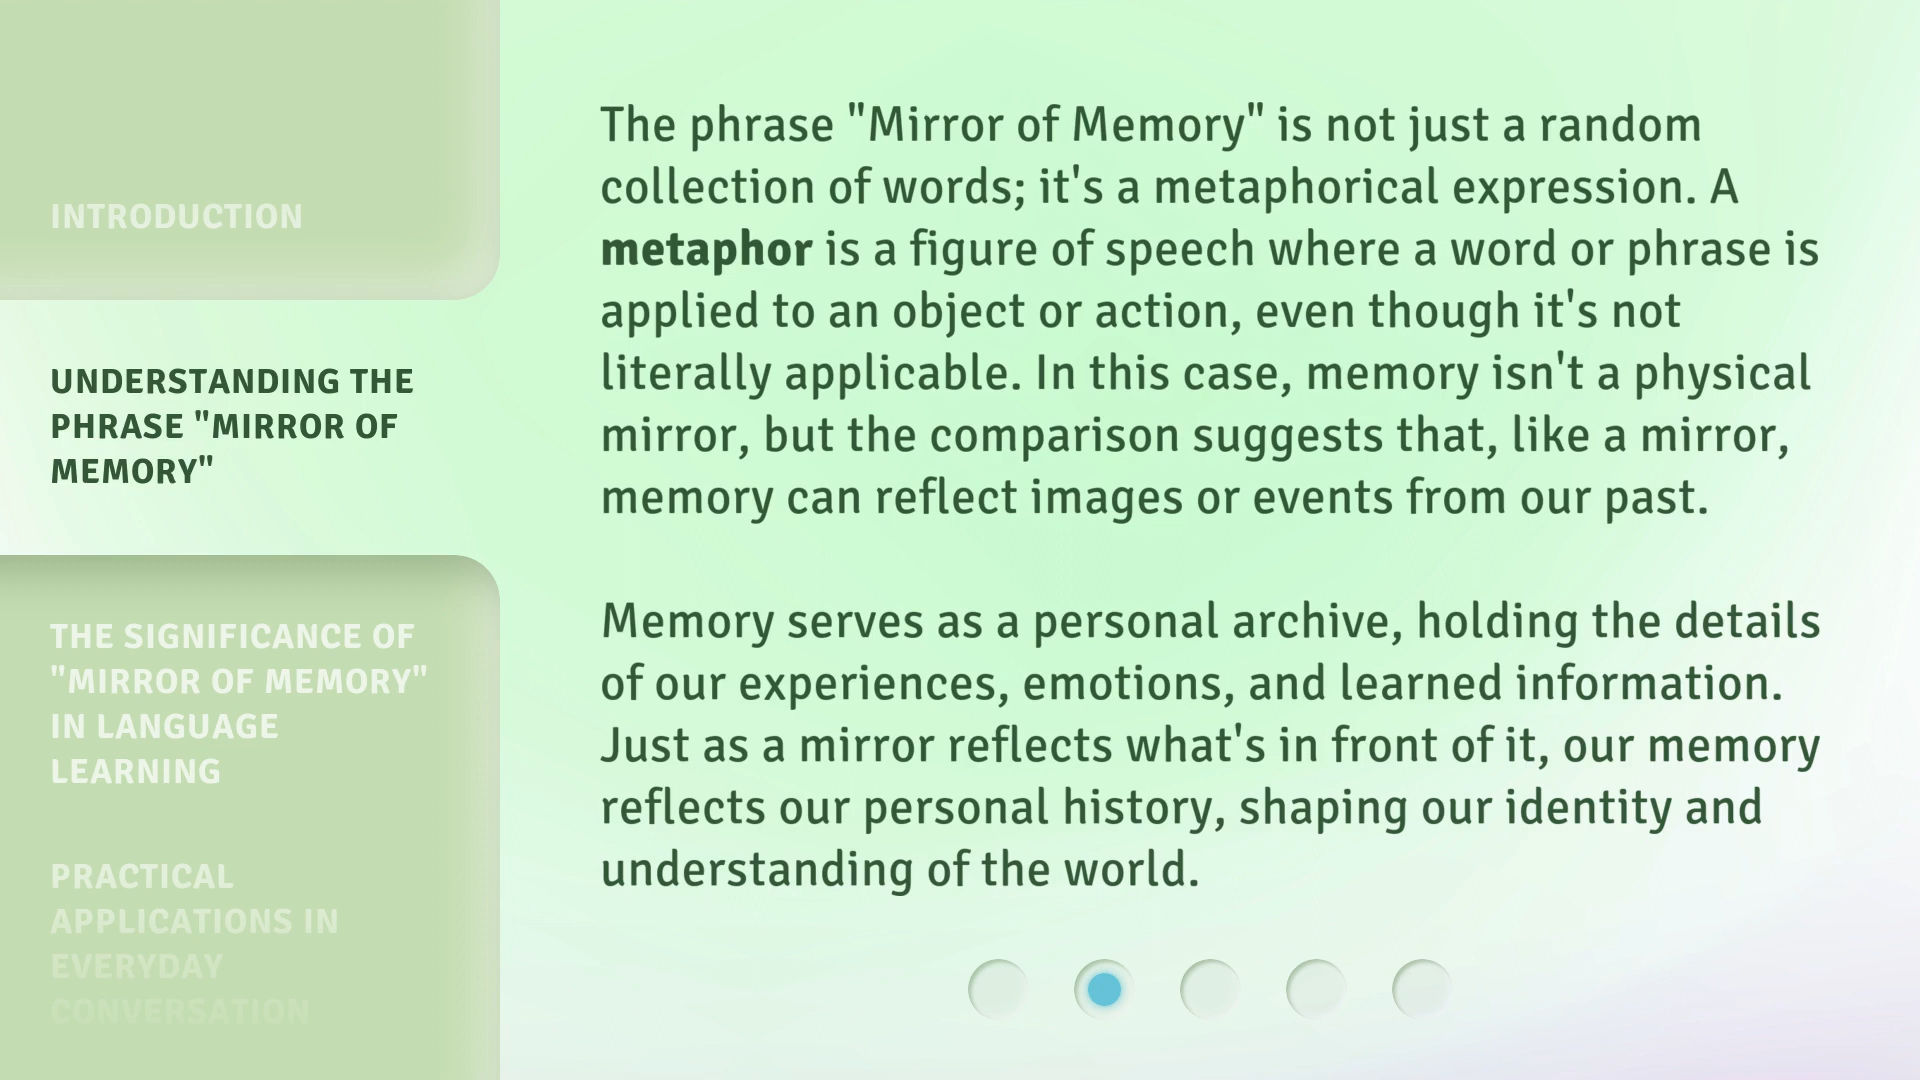 INTRODUCTION
UNDERSTANDING THE
PHRASE "MIRROR OF
MEMORY"
THE SIGNIFICANCE OF
"MIRROR OF MEMORY"
IN LANGUAGE
LEARNING
PRACTICAL
APPLICATIONS IN
EVERYDAY
CONVERSATION
The phrase "Mirror of Memory" is not just a random
collection of words; it's a metaphorical expression. A
metaphor is a figure of speech where a word or phrase is
applied to an object or action, even though it's not
literally applicable. In this case, memory isn't a physical
mirror, but the comparison suggests that, like a mirror,
memory can reflect images or events from our past.
Memory serves as a personal archive, holding the details
of our experiences, emotions, and learned information.
Just as a mirror reflects what's in front of it, our memory
reflects our personal history, shaping our identity and
understanding of the world.